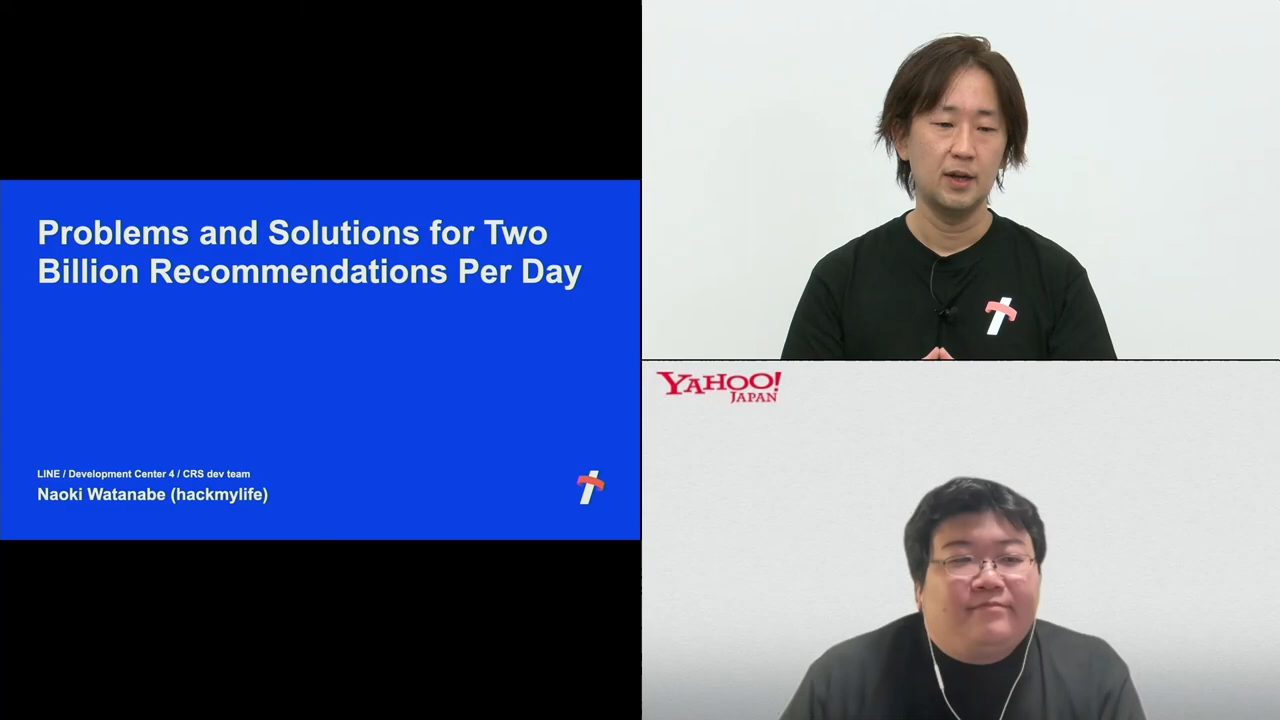 Problems and Solutions for Two
Billion Recommendations Per Day
LINE / Development Center 4 / CRS dev team
Naoki Watanabe (hackmylife)
YAHOO!
JAPAN